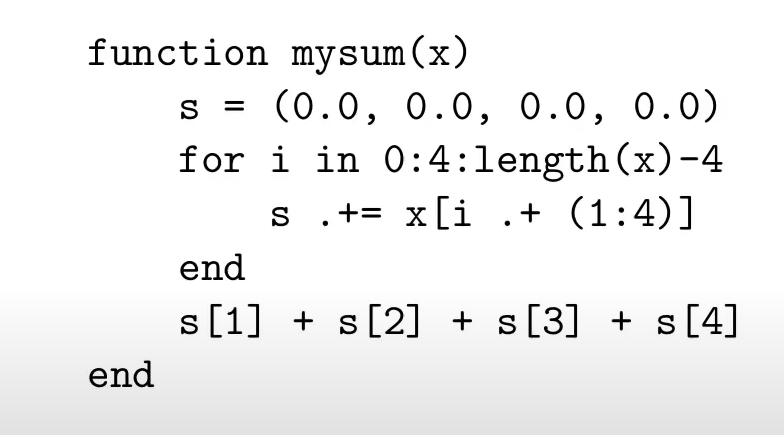 function mysum(x)
    s = (0.0, 0.0, 0.0, 0.0)
    for i in 0:4:length(x)-4
        s .+= x[i .+ (1:4)]
    end
    s[1] + s[2] + s[3] + s[4]
end